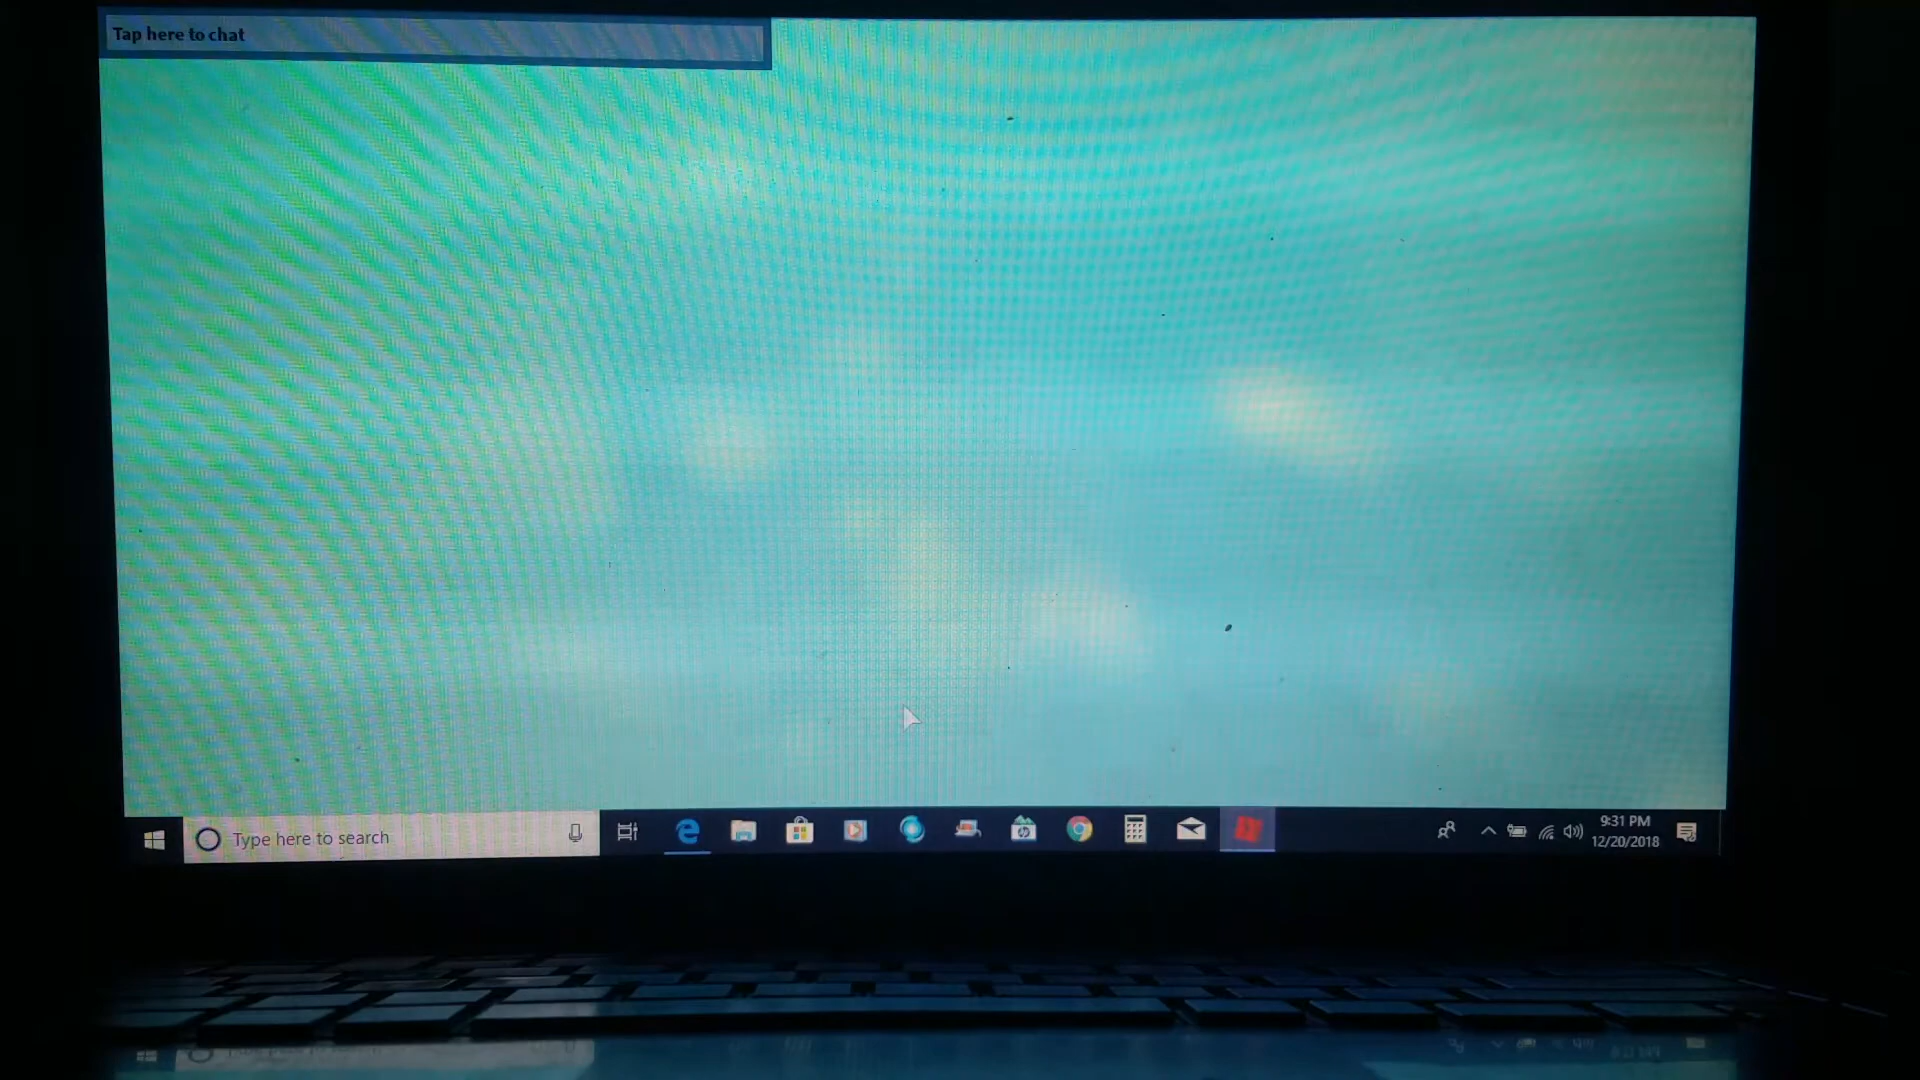 Tap here to chat
Type here to search
9:31 PM
12/20/2018